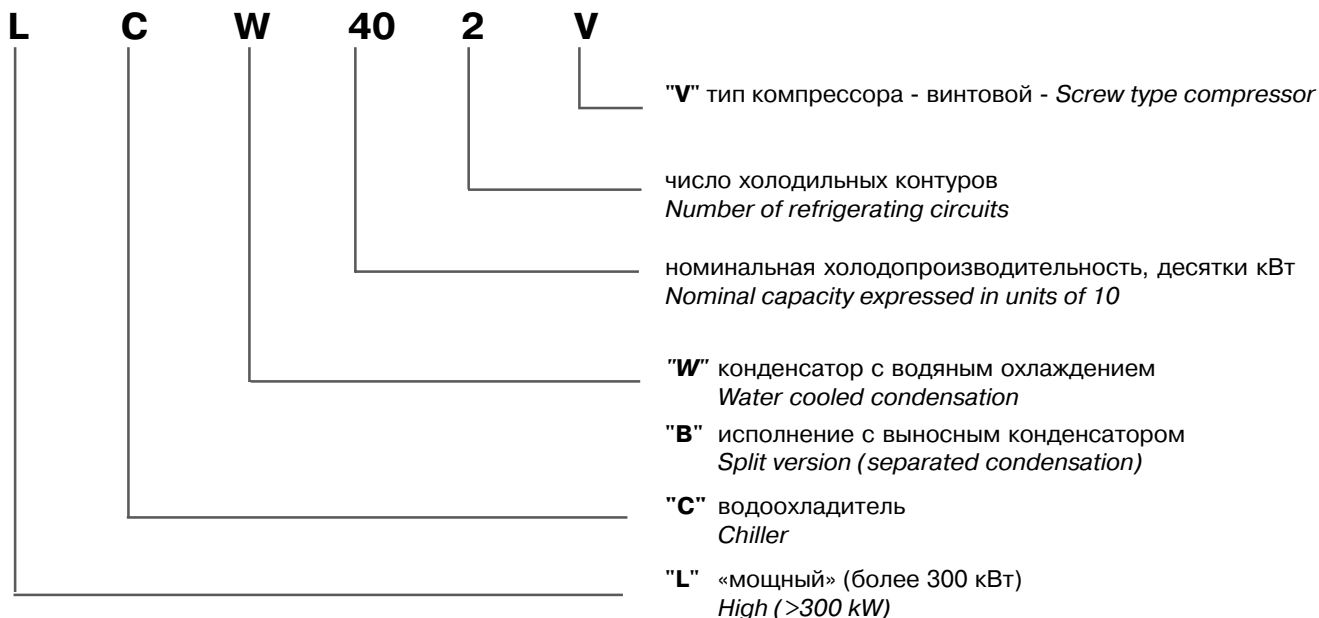 L C W 40 2 V
"V" тип компрессора - винтовой - Screw type compressor
число холодильных контуров
Number of refrigerating circuits
номинальная холодопроизводительность, десятки кВт
Nominal capacity expressed in units of 10
"W" конденсатор с водяным охлаждением
Water cooled condensation
"B" исполнение с выносным конденсатором
Split version (separated condensation)
"C" водоохладитель
Chiller
"L" «мощный» (более 300 кВт)
High (>300 kW)